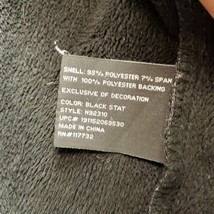 SHELL: 93% POLYESTER 7% SPAN
WITH 100% POLYESTER BACKING
EXCLUSIVE OF DECORATION
COLOR: BLACK STAT
STYLE: N92310
UPC# 191152069530
MADE IN CHINA
RN#117732